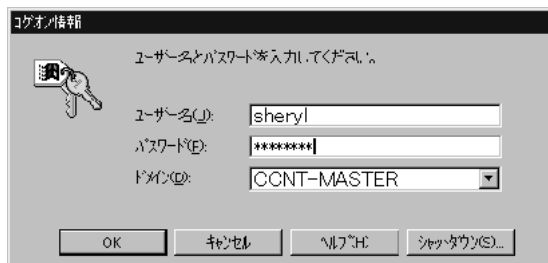 ログオン情報
ユーザー名とパスワードを入力してください。
ユーザー名(U):
sheryl
パスワード(P):
********
ドメイン(D):
CCNT-MASTER
OK
キャンセル
ヘルプ(H)
シャットダウン(S)...